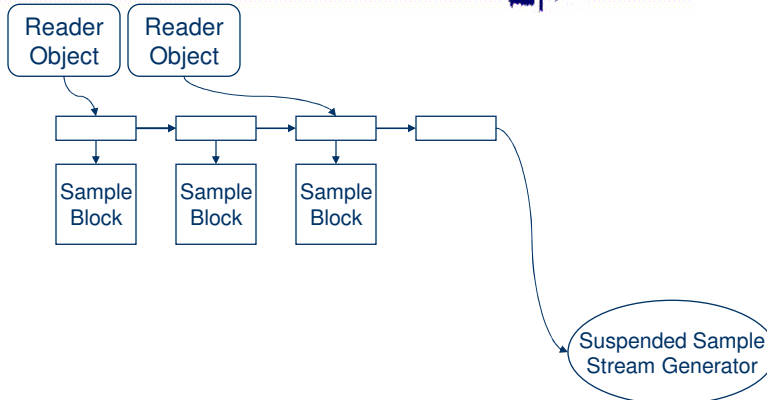 Reader
Object
Reader
Object
Sample
Block
Sample
Block
Sample
Block
Suspended Sample
Stream Generator